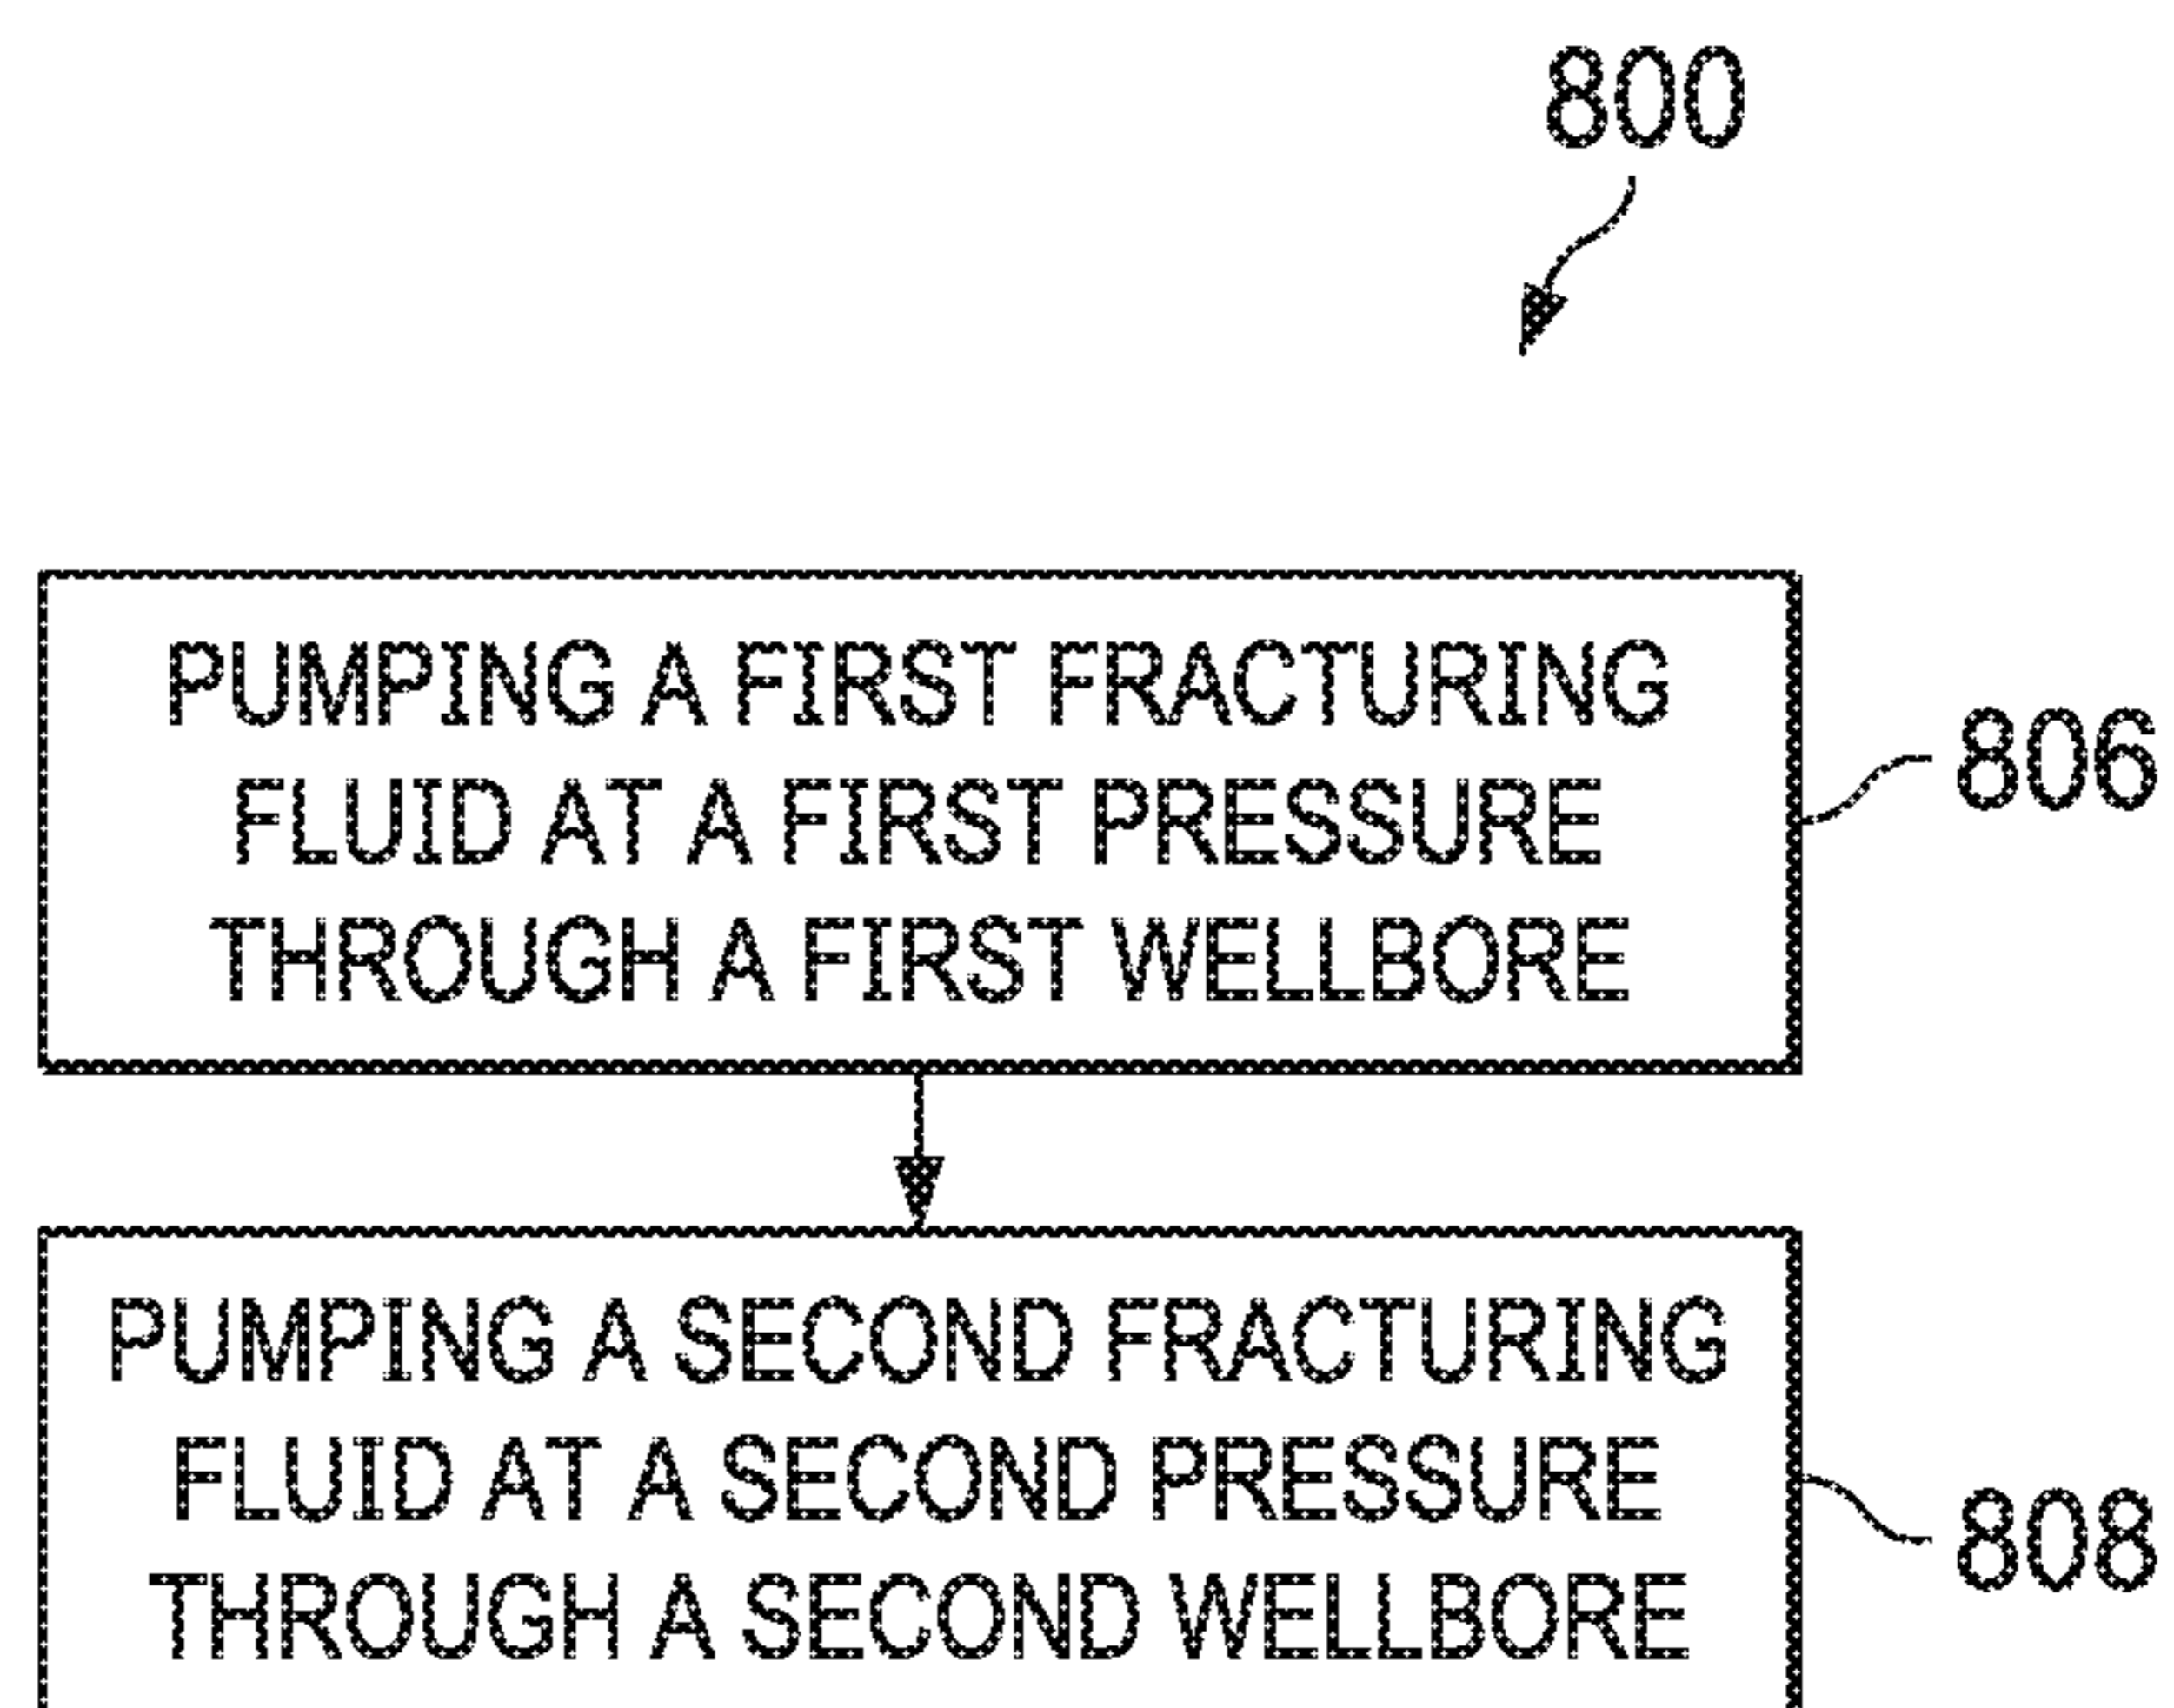 800
PUMPING A FIRST FRACTURING
FLUID AT A FIRST PRESSURE
THROUGH A FIRST WELLBORE
806
PUMPING A SECOND FRACTURING
FLUID AT A SECOND PRESSURE
THROUGH A SECOND WELLBORE
808